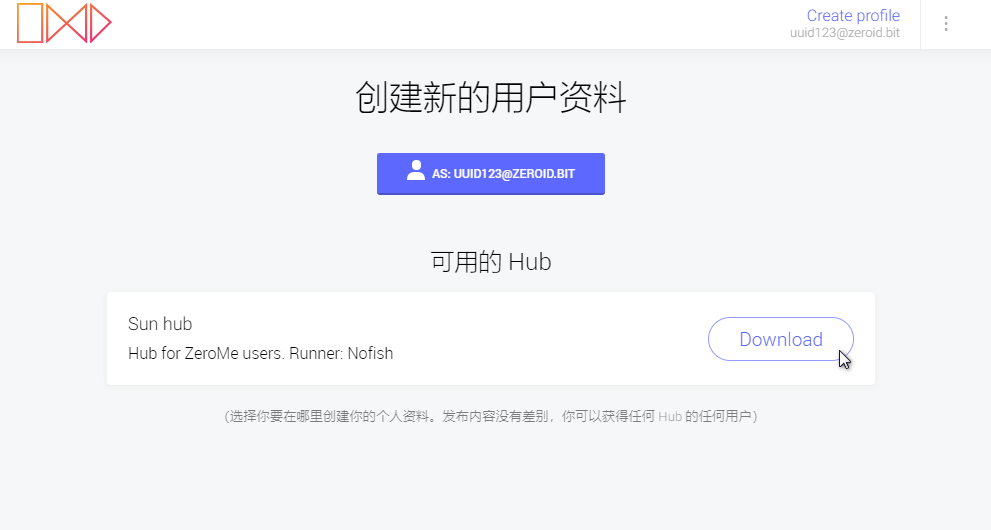 Create profile
uuid123@zeroid.bit
创建新的用户资料
AS: UUID123@ZEROID.BIT
可用的 Hub
Sun hub
Hub for ZeroMe users. Runner: Nofish
Download
(选择你要在哪里创建你的个人资料。发布内容没有差别，你可以获得任何 Hub 的任何用户)